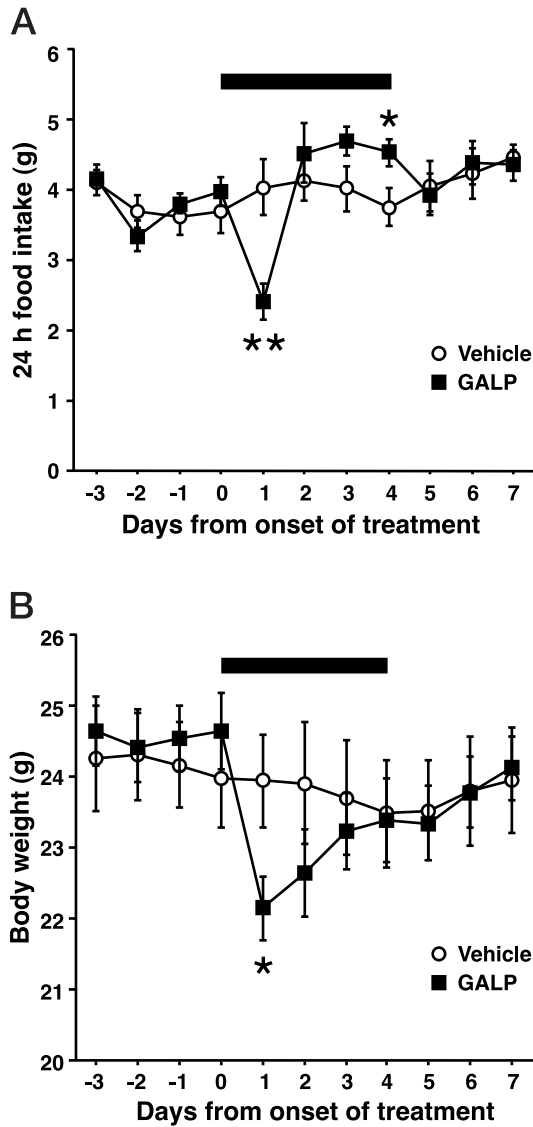 A
6
5
4
3
2
1
0
24 h food intake (g)
*
**
Vehicle
GALP
-3 -2 -1 0 1 2 3 4 5 6 7
Days from onset of treatment
B
26
25
24
23
22
21
20
Body weight (g)
*
Vehicle
GALP
-3 -2 -1 0 1 2 3 4 5 6 7
Days from onset of treatment